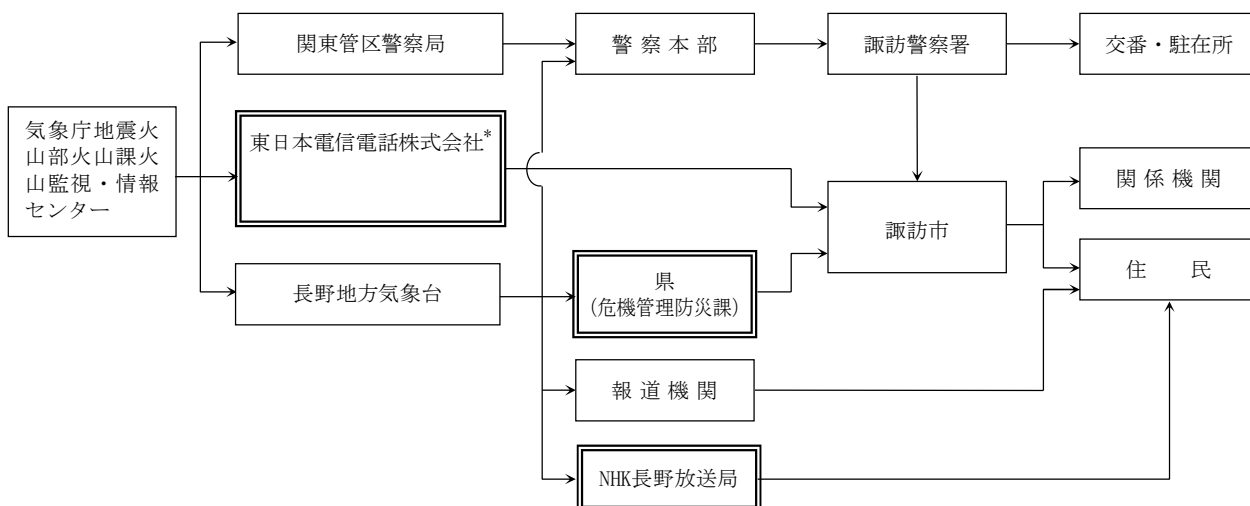 関東管区警察局
警察本部
諏訪警察署
交番・駐在所
気象庁地震火
山部火山課火
山監視・情報
センター
東日本電信電話株式会社*
関係機関
諏訪市
長野地方気象台
県
(危機管理防災課)
住 民
報道機関
NHK長野放送局